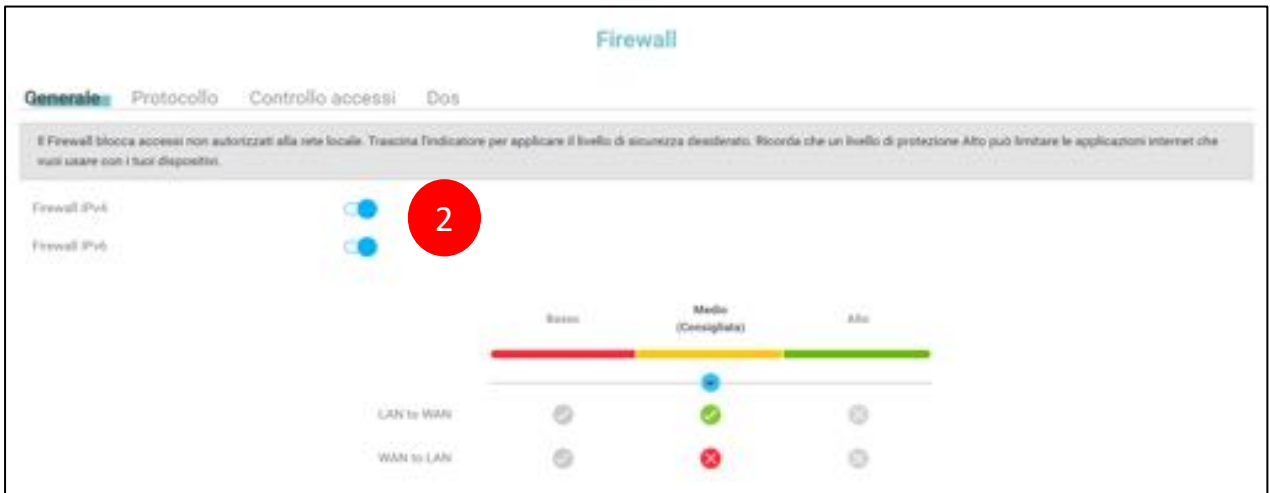 Firewall
Generale Protocollo Controllo accessi Dos
Il Firewall blocca accessi non autorizzati alla rete locale. Trascina l'indicatore per applicare il livello di sicurezza desiderato. Ricorda che un livello di protezione Alto può limitare le applicazioni internet che
vuoi usare con i tuoi dispositivi.
Firewall IPv4
2
Firewall IPv6
Basso Medio Alto
(Consigliata)
LAN to WAN
WAN to LAN